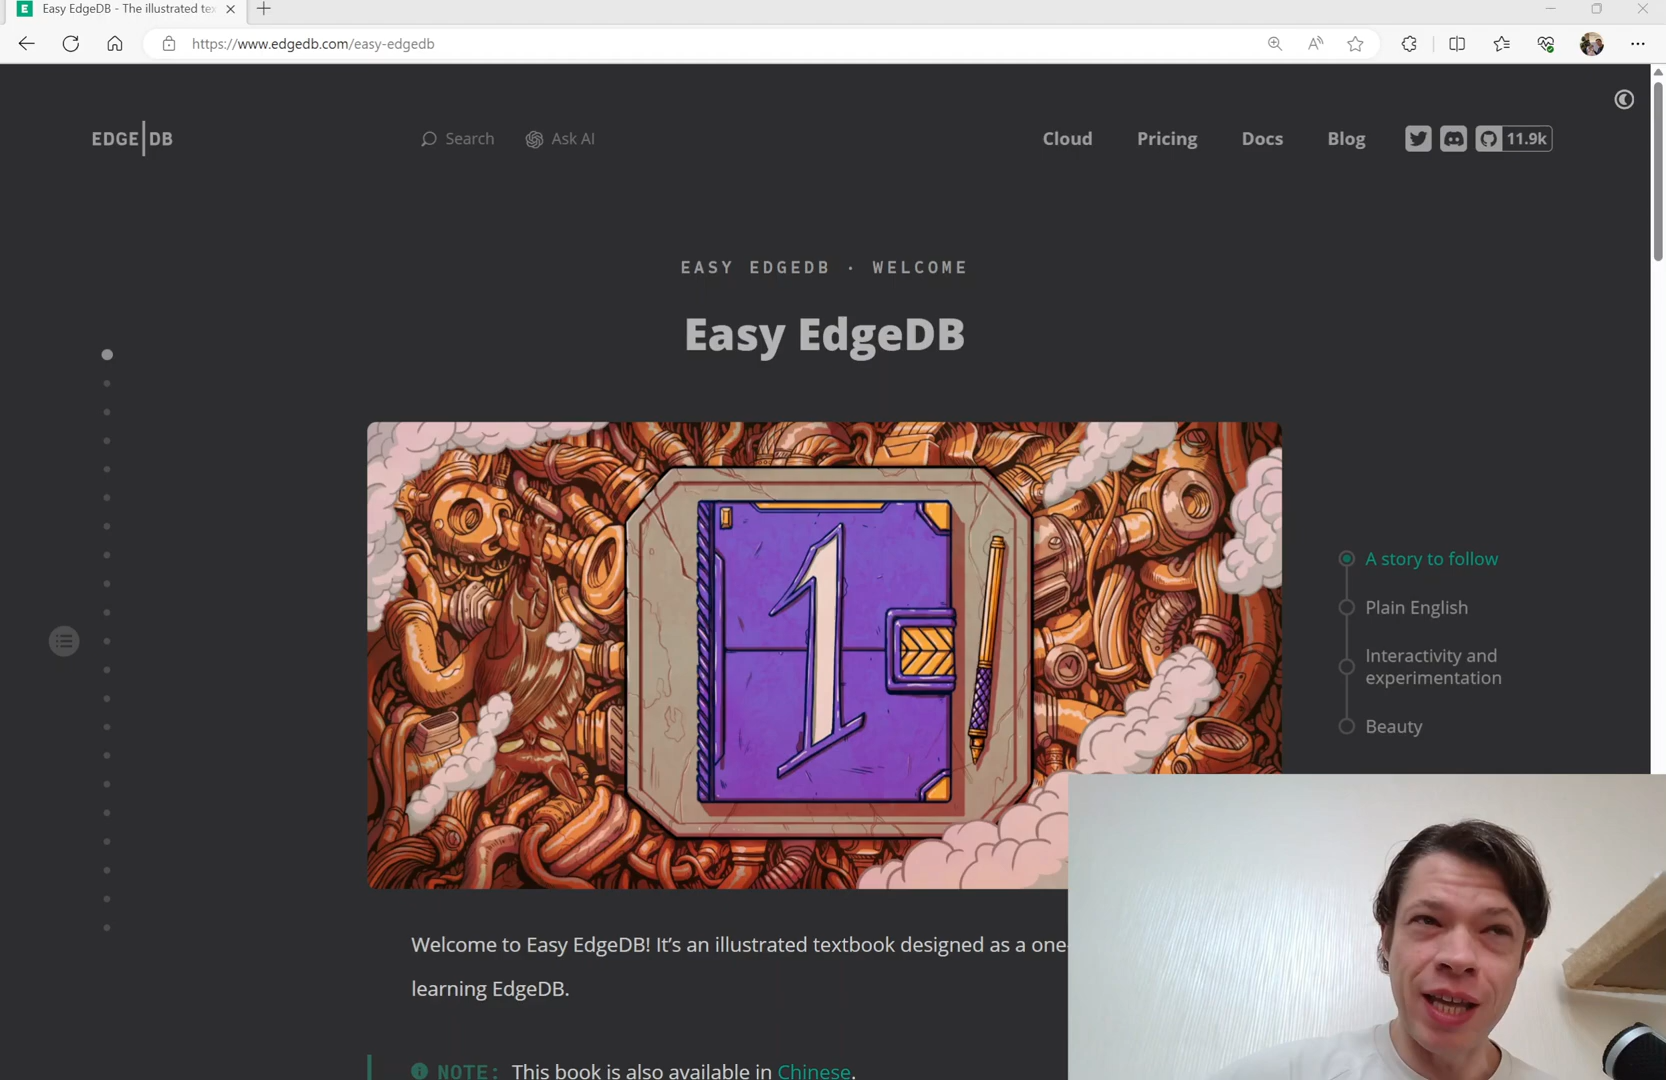 Easy EdgeDB - The illustrated te
https://www.edgedb.com/easy-edgedb
EDGE|DB
Search
Ask AI
Cloud
Pricing
Docs
Blog
11.9k
EASY EDGEDB · WELCOME
Easy EdgeDB
1
A story to follow
Plain English
Interactivity and
experimentation
Beauty
Welcome to Easy EdgeDB! It’s an illustrated textbook designed as a one-
learning EdgeDB.
NOTE: This book is also available in Chinese.